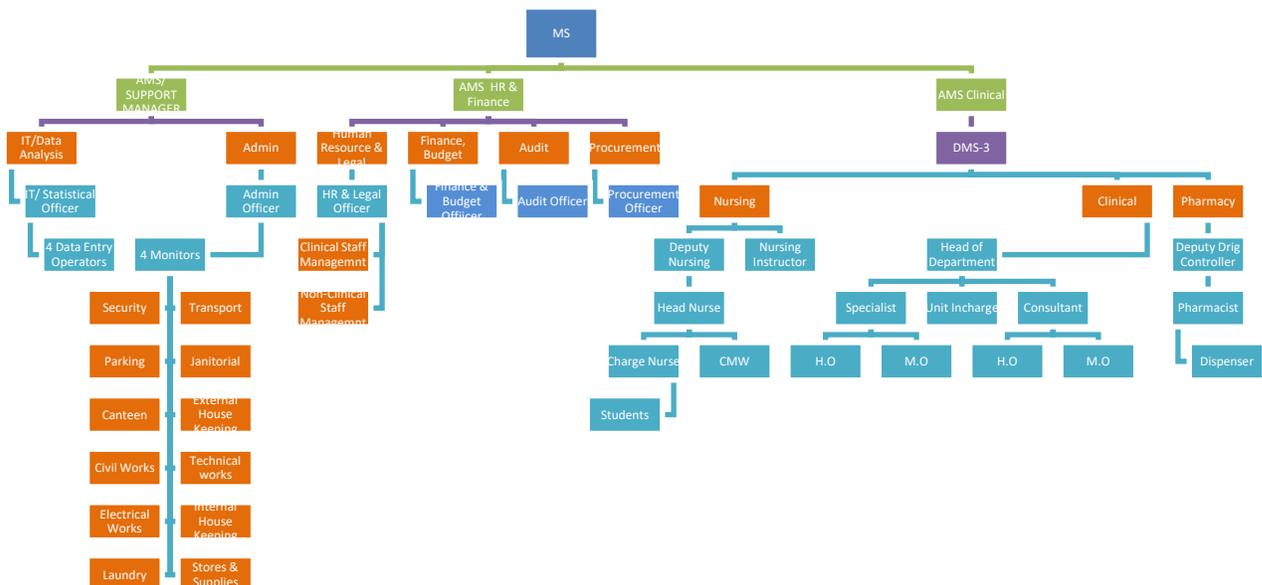 MS
AMS/
SUPPORT
MANAGER
AMS HR &
Finance
AMS Clinical
IT/Data
Analysis
Admin
Human
Resource &
Legal
Finance,
Budget
Audit
Procurement
DMS-3
IT/ Statistical
Officer
Admin
Officer
HR & Legal
Officer
Finance &
Budget
Offiicer
Audit Officer
Procurement
Officer
Nursing
Clinical
Pharmacy
4 Data Entry
Operators
4 Monitors
Clinical Staff
Managemnt
Deputy
Nursing
Nursing
Instructor
Head of
Department
Deputy Drig
Controller
Security
Transport
Non-Clinical
Staff
Managemnt
Head Nurse
Specialist
Unit Incharge
Consultant
Pharmacist
Parking
Janitorial
Charge Nurse
CMW
H.O
M.O
H.O
M.O
Dispenser
Canteen
External
House
Keeping
Students
Civil Works
Technical
works
Electrical
Works
Internal
House
Keeping
Laundry
Stores &
Supplies